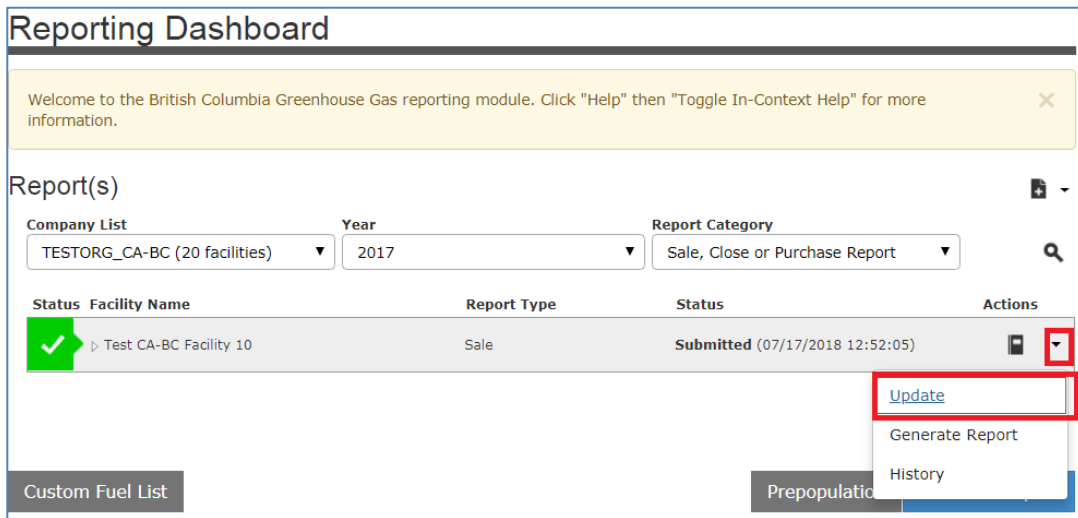 Reporting Dashboard
Welcome to the British Columbia Greenhouse Gas reporting module. Click "Help" then "Toggle In-Context Help" for more
information.
Report(s)
Company List Year Report Category
TESTORG_CA-BC (20 facilities) 2017 Sale, Close or Purchase Report
Status Facility Name Report Type Status Actions
Test CA-BC Facility 10 Sale Submitted (07/17/2018 12:52:05)
Update
Generate Report
History
Custom Fuel List